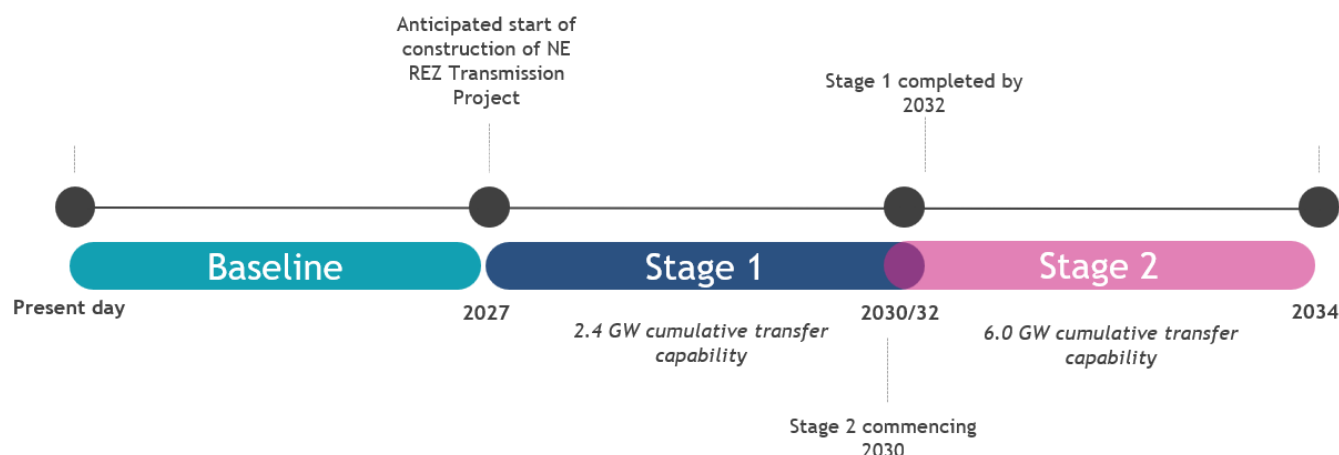 Anticipated start of
construction of NE
REZ Transmission
Project
Stage 1 completed by
2032
Baseline
Stage 1
Stage 2
Present day
2027
2030/32
2034
2.4 GW cumulative transfer
capability
6.0 GW cumulative transfer
capability
Stage 2 commencing
2030